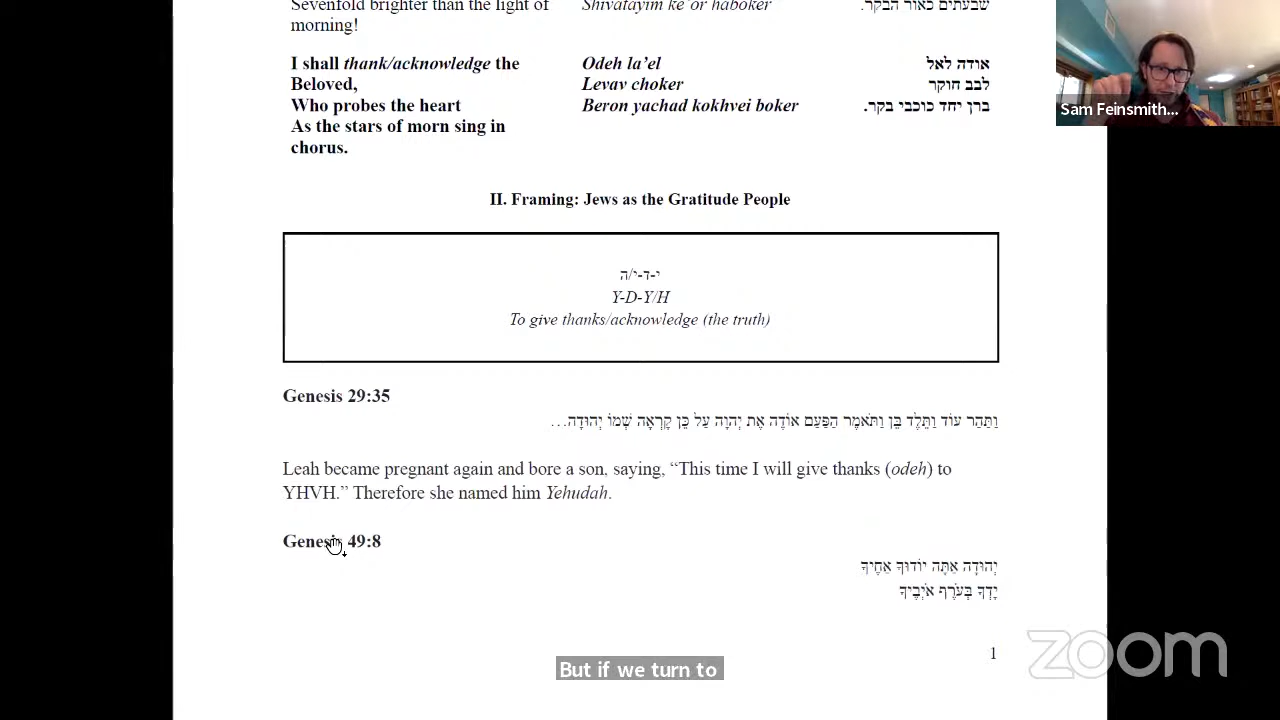 Sevenfold brighter than the light of
morning!
Shivatayim ke'or haboker
שבעתים כאור הבקר.
I shall thank/acknowledge the
Beloved,
Who probes the heart
As the stars of morn sing in
chorus.
Odeh la'el
Levav choker
Beron yachad kokhvei boker
אודה לאל
לבב חוקר
ברן יחד כוכבי בקר.
Sam Feinsmith...
II. Framing: Jews as the Gratitude People
י-ד-י/ה
Y-D-Y/H
To give thanks/acknowledge (the truth)
Genesis 29:35
וַתַּהַר עוֹד וַתֵּלֶד בֵּן וַתֹּאמֶר הַפַּעַם אוֹדֶה אֶת יְהוָה עַל כֵּן קָרְאָה שְׁמוֹ יְהוּדָה...
Leah became pregnant again and bore a son, saying, “This time I will give thanks (odeh) to
YHVH.” Therefore she named him Yehudah.
Genesis 49:8
יְהוּדָה אַתָּה יוֹדוּךָ אַחֶיךָ
יָדְךָ בְּעֹרֶף אֹיְבֶיךָ
1
But if we turn to
zoom